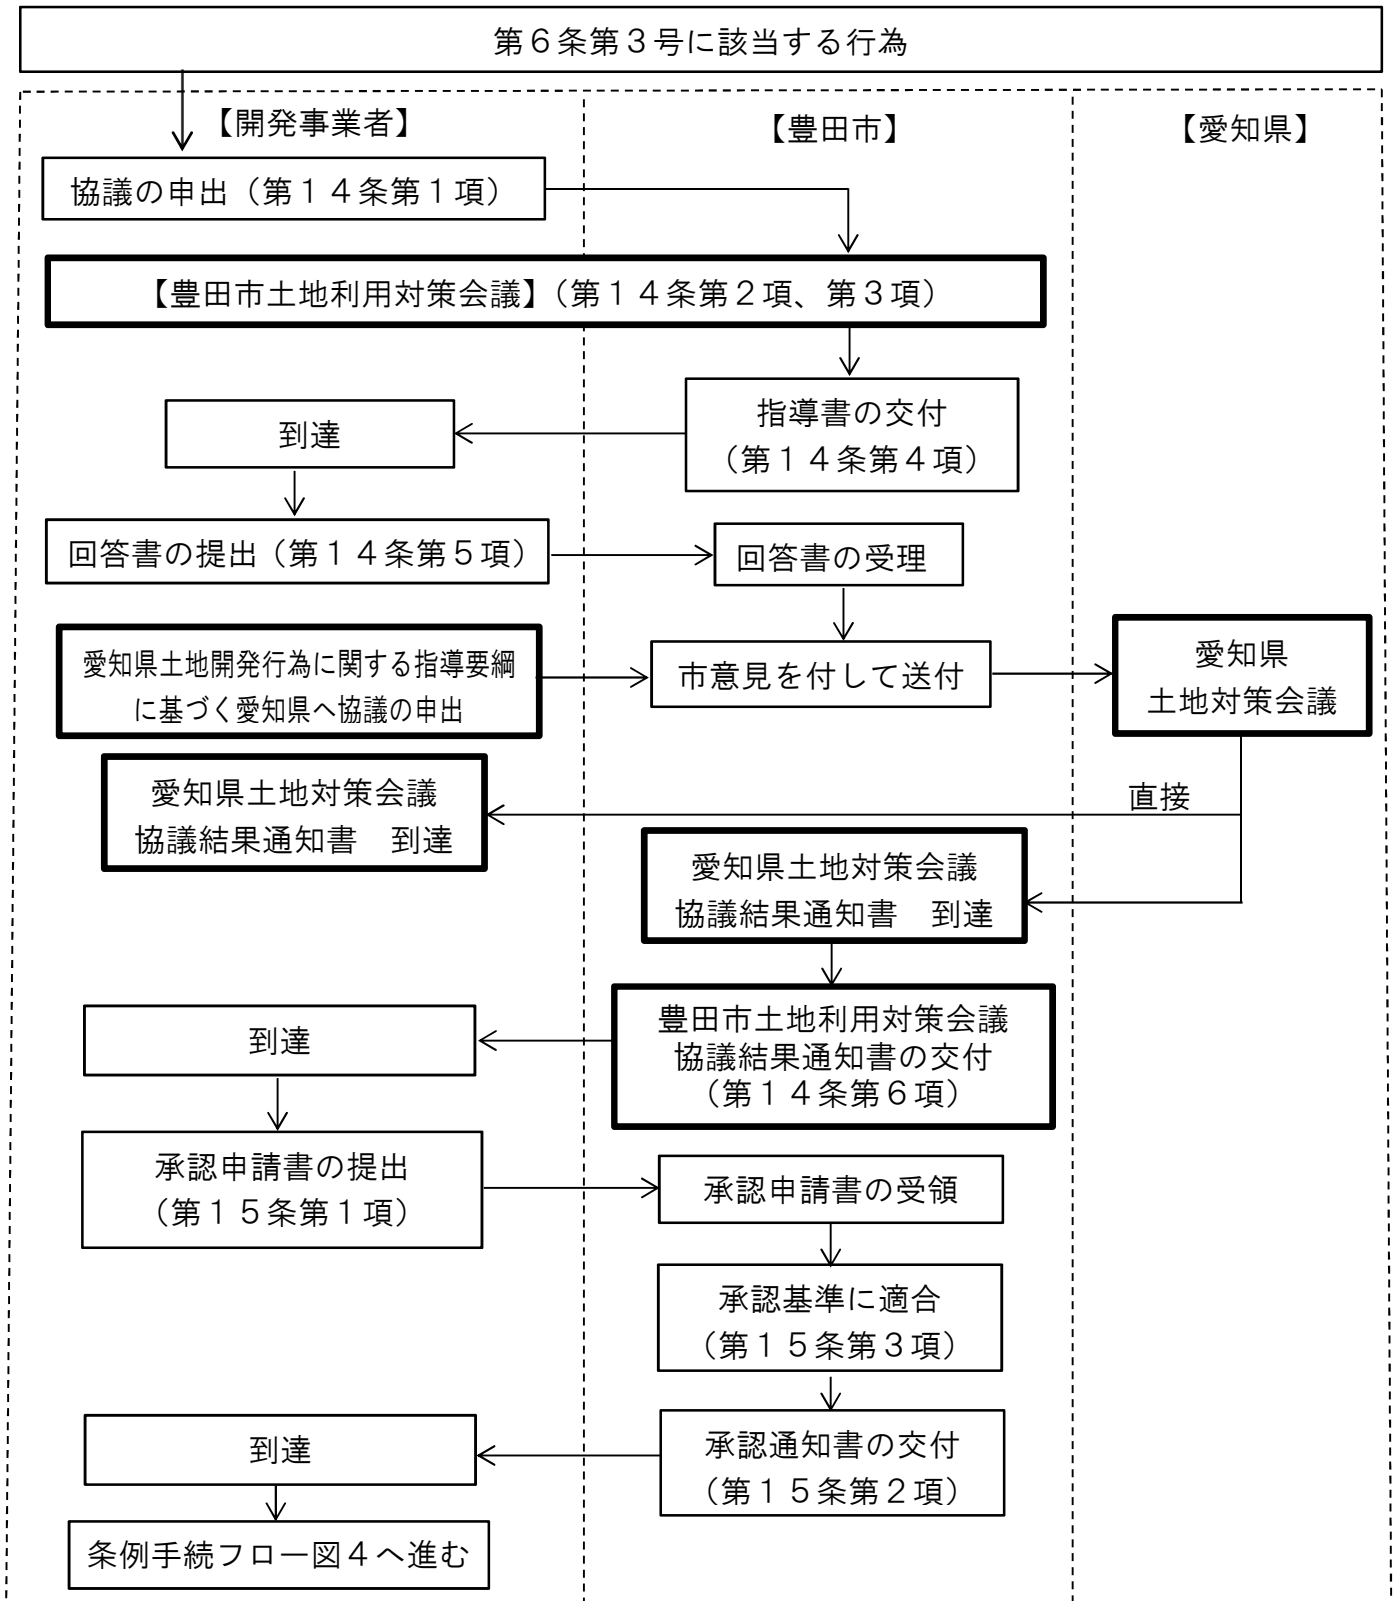 第６条第３号に該当する行為
【開発事業者】
【豊田市】
【愛知県】
協議の申出（第１４条第１項）
【豊田市土地利用対策会議】（第１４条第２項、第３項）
指導書の交付
（第１４条第４項）
到達
回答書の提出（第１４条第５項）
回答書の受理
愛知県土地開発行為に関する指導要綱
に基づく愛知県へ協議の申出
市意見を付して送付
愛知県
土地対策会議
直接
愛知県土地対策会議
協議結果通知書　到達
愛知県土地対策会議
協議結果通知書　到達
豊田市土地利用対策会議
協議結果通知書の交付
（第１４条第６項）
到達
承認申請書の提出
（第１５条第１項）
承認申請書の受領
承認基準に適合
（第１５条第３項）
承認通知書の交付
（第１５条第２項）
到達
条例手続フロー図４へ進む